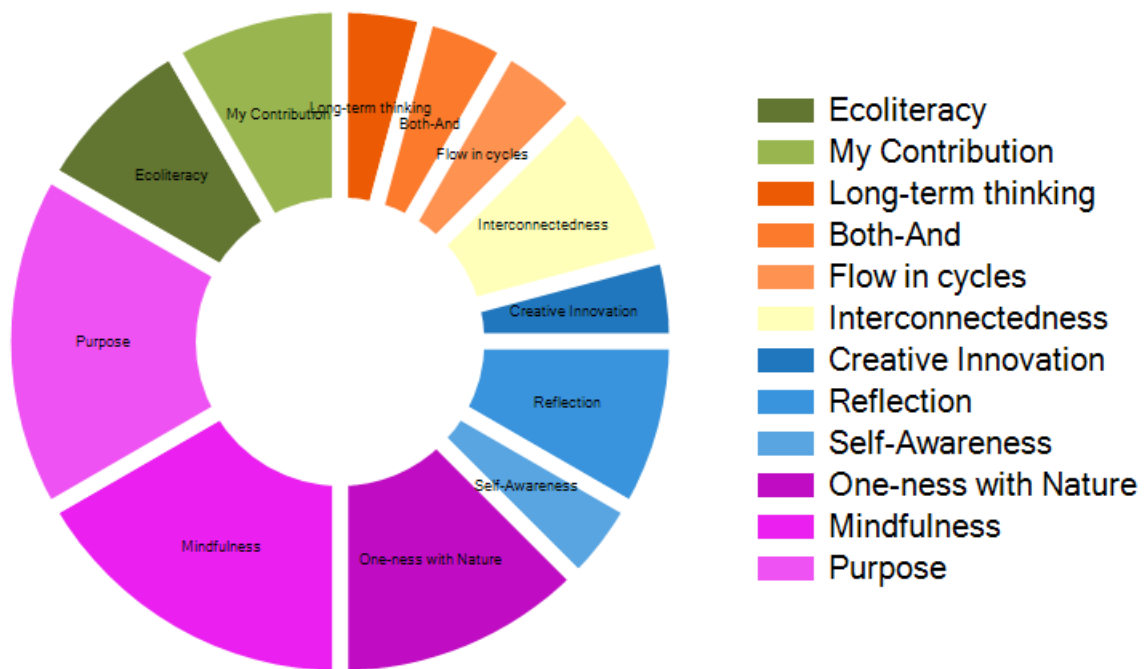 My Contribution
Long-term thinking
Both-And
Flow in cycles
Ecoliteracy
Interconnectedness
Creative Innovation
Purpose
Reflection
Self-Awareness
Mindfulness
One-ness with Nature
Ecoliteracy
My Contribution
Long-term thinking
Both-And
Flow in cycles
Interconnectedness
Creative Innovation
Reflection
Self-Awareness
One-ness with Nature
Mindfulness
Purpose